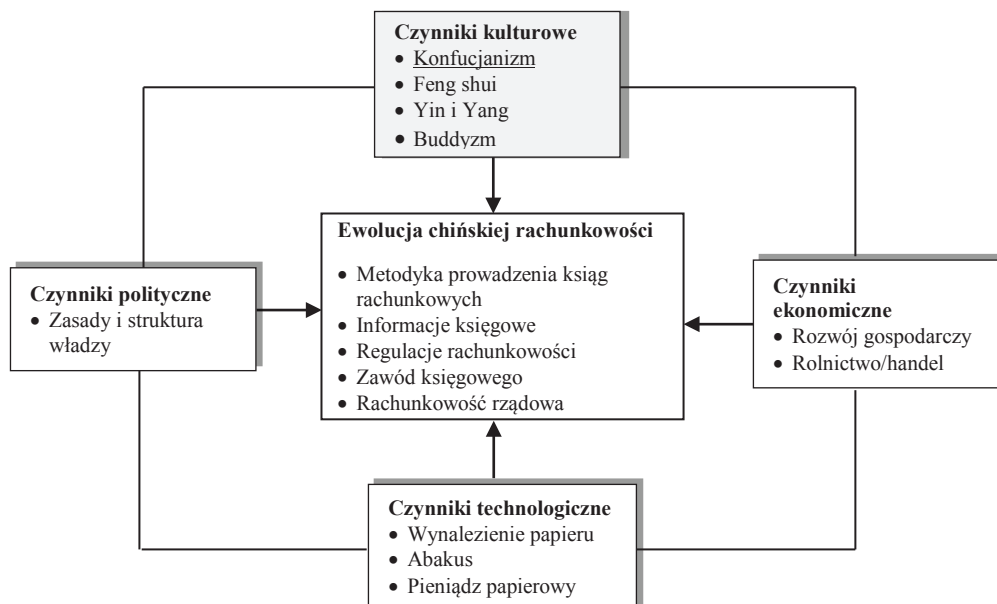 Czynniki kulturowe
• Konfucjanizm
• Feng shui
• Yin i Yang
• Buddyzm
Ewolucja chińskiej rachunkowości
• Metodyka prowadzenia ksiąg
rachunkowych
• Informacje księgowe
• Regulacje rachunkowości
• Zawód księgowego
• Rachunkowość rządowa
Czynniki polityczne
• Zasady i struktura
władzy
Czynniki
ekonomiczne
• Rozwój gospodarczy
• Rolnictwo/handel
Czynniki technologiczne
• Wynalezienie papieru
• Abakus
• Pieniądz papierowy